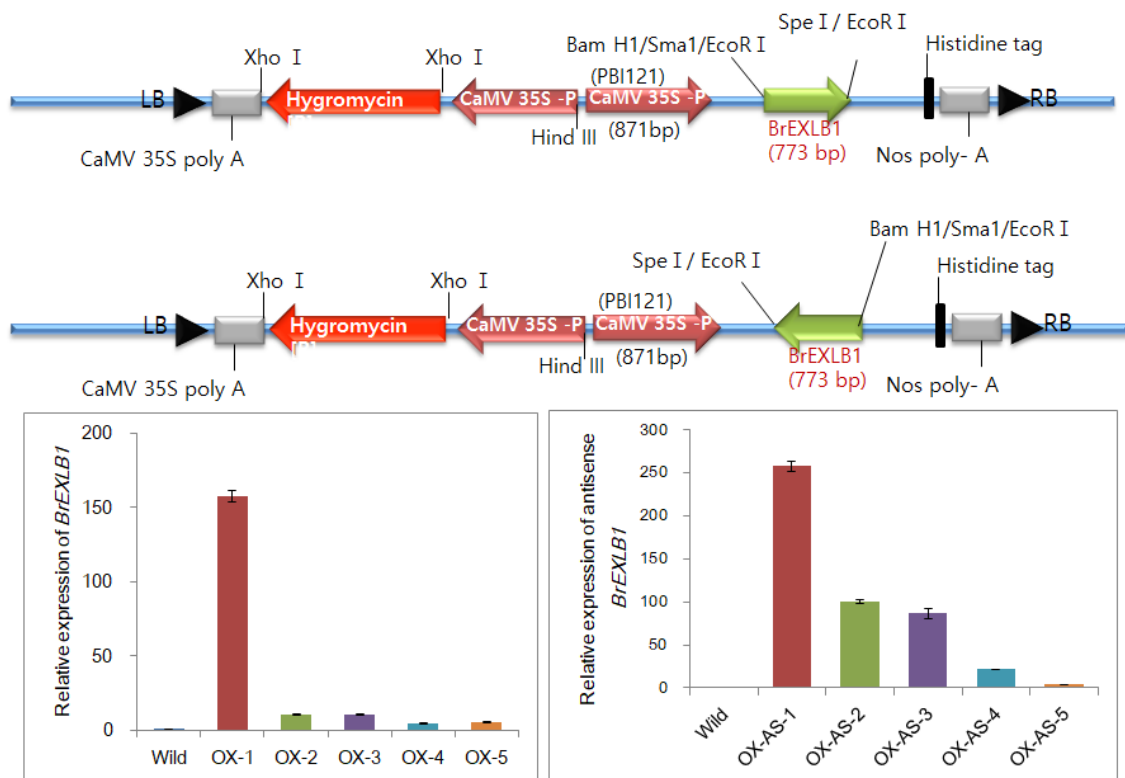 Spe I / EcoR I
Bam H1/Sma1/EcoR I
Histidine tag
Xho I
Xho I
(PBI121)
LB
Hygromycin
CaMV 35S -P
CaMV 35S -P
RB
Hind III
(871bp)
BrEXLB1
(773 bp)
CaMV 35S poly A
Nos poly- A
Bam H1/Sma1/EcoR I
Spe I / EcoR I
Histidine tag
Xho I
Xho I
(PBI121)
LB
Hygromycin
CaMV 35S -P
CaMV 35S -P
RB
Hind III
(871bp)
BrEXLB1
(773 bp)
CaMV 35S poly A
Nos poly- A
Relative expression of BrEXLB1
200
150
100
50
0
Wild
OX-1
OX-2
OX-3
OX-4
OX-5
Relative expression of antisense
BrEXLB1
300
250
200
150
100
50
0
Wild
OX-AS-1
OX-AS-2
OX-AS-3
OX-AS-4
OX-AS-5